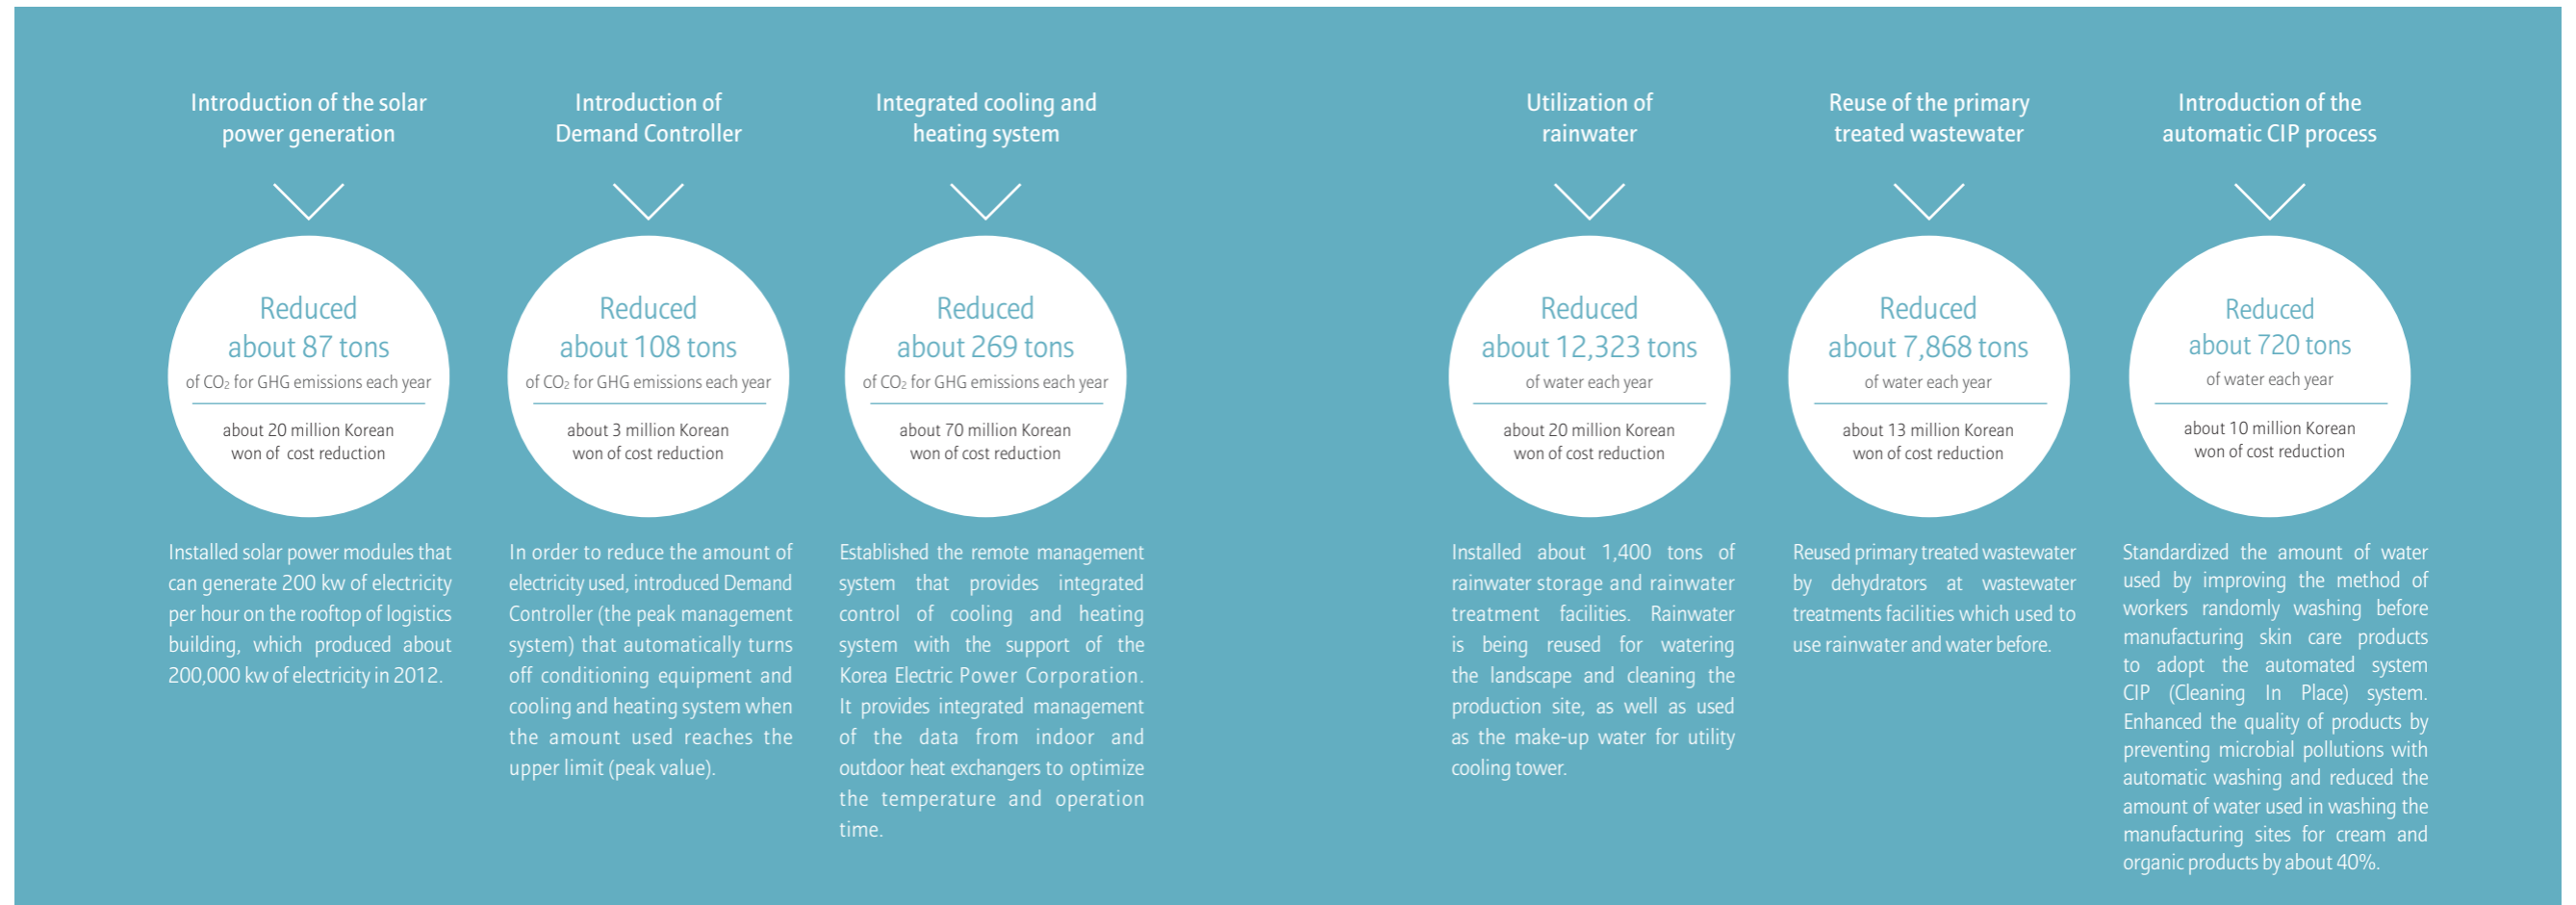 Introduction of the solar
power generation
Reduced
about 87 tons
of CO₂ for GHG emissions each year
about 20 million Korean
won of cost reduction
Installed solar power modules that
can generate 200 kw of electricity
per hour on the rooftop of logistics
building, which produced about
200,000 kw of electricity in 2012.
Introduction of
Demand Controller
Reduced
about 108 tons
of CO₂ for GHG emissions each year
about 3 million Korean
won of cost reduction
In order to reduce the amount of
electricity used, introduced Demand
Controller (the peak management
system) that automatically turns
off conditioning equipment and
cooling and heating system when
the amount used reaches the
upper limit (peak value).
Integrated cooling and
heating system
Reduced
about 269 tons
of CO₂ for GHG emissions each year
about 70 million Korean
won of cost reduction
Established the remote management
system that provides integrated
control of cooling and heating
system with the support of the
Korea Electric Power Corporation.
It provides integrated management
of the data from indoor and
outdoor heat exchangers to optimize
the temperature and operation
time.
Utilization of
rainwater
Reduced
about 12,323 tons
of water each year
about 20 million Korean
won of cost reduction
Installed about 1,400 tons of
rainwater storage and rainwater
treatment facilities. Rainwater
is being reused for watering
the landscape and cleaning the
production site, as well as used
as the make-up water for utility
cooling tower.
Reuse of the primary
treated wastewater
Reduced
about 7,868 tons
of water each year
about 13 million Korean
won of cost reduction
Reused primary treated wastewater
by dehydrators at wastewater
treatments facilities which used to
use rainwater and water before.
Introduction of the
automatic CIP process
Reduced
about 720 tons
of water each year
about 10 million Korean
won of cost reduction
Standardized the amount of water
used by improving the method of
workers randomly washing before
manufacturing skin care products
to adopt the automated system
CIP (Cleaning In Place) system.
Enhanced the quality of products by
preventing microbial pollutions with
automatic washing and reduced the
amount of water used in washing the
manufacturing sites for cream and
organic products by about 40%.